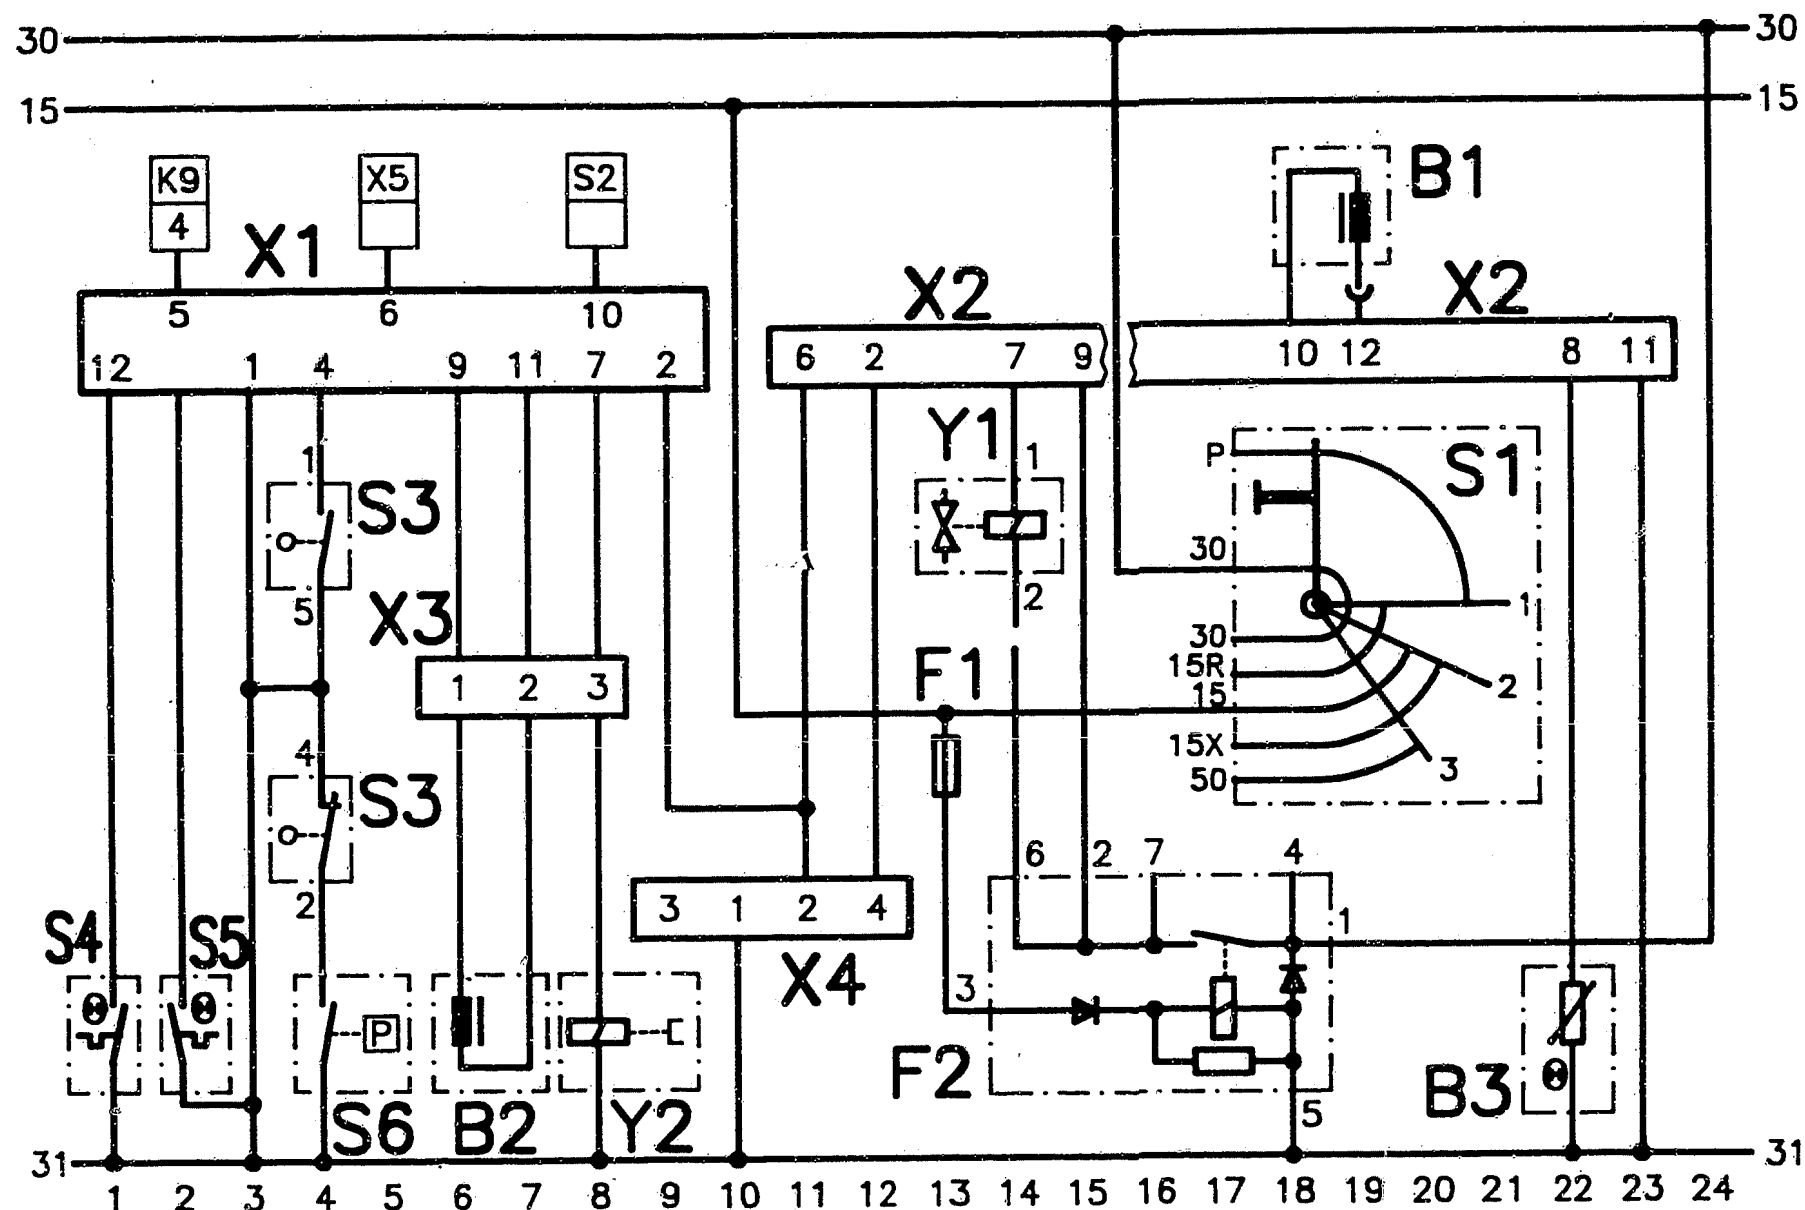 30 30
15 15
K9 X5 S2 B1
4
X1 X2 X2
5 6 10
12 1 4 9 11 7 2
6 2 7 9
10 12 8 11
1 S3 Y1 1 P S1
30
5 X3 2 1
30
F1 15R
1 2 3 15 2
4 15X
S3 50 3
6 2 7 4
2 3 1 2 4
S4 S5 X4 1
3
P
F2 B3
S6 B2 Y2 5
31 31
1 2 3 4 5 6 7 8 9 10 11 12 13 14 15 16 17 18 19 20 21 22 23 24